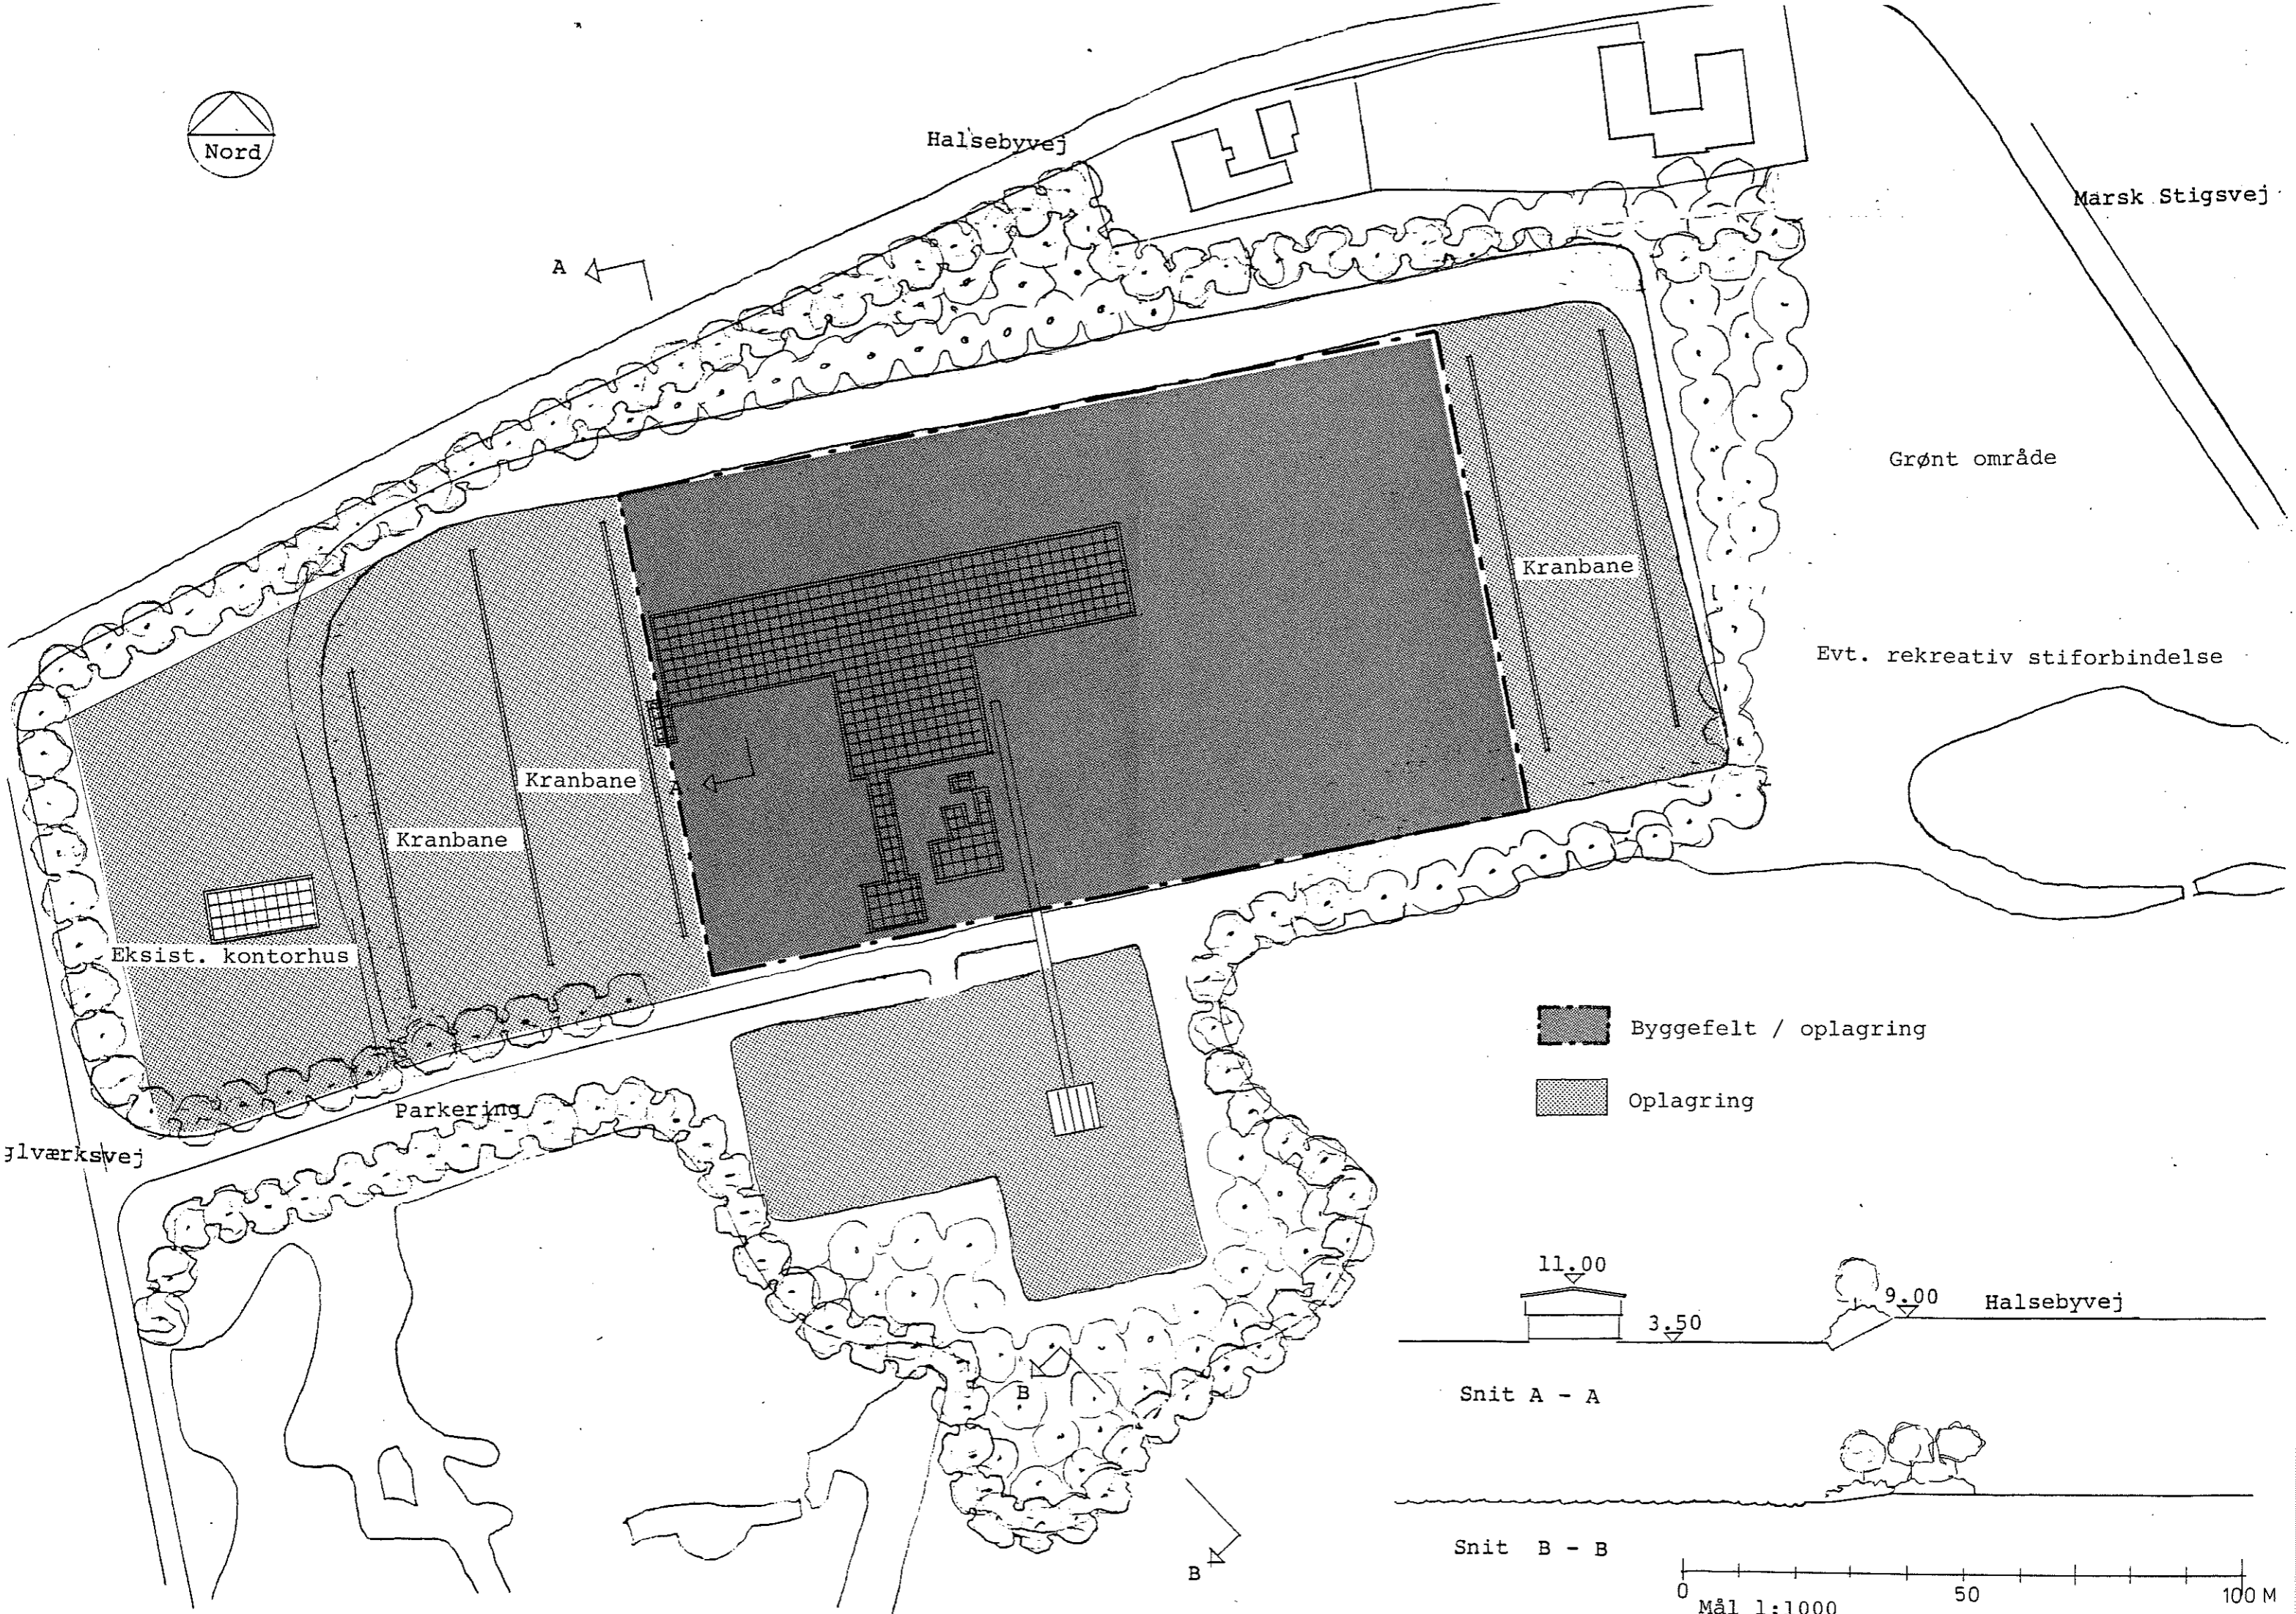 Nord
Halsebyvej
Marsk Stigsvej
A
Grønt område
Kranbane
Evt. rekreativ stiforbindelse
Kranbane
A
Kranbane
Eksist. kontorhus
Byggefelt / oplagring
Oplagring
Parkering
glværksvej
11.00
9.00
Halsebyvej
3.50
B
Snit A - A
Snit B - B
B
0
50
100 M
Mål 1:1000